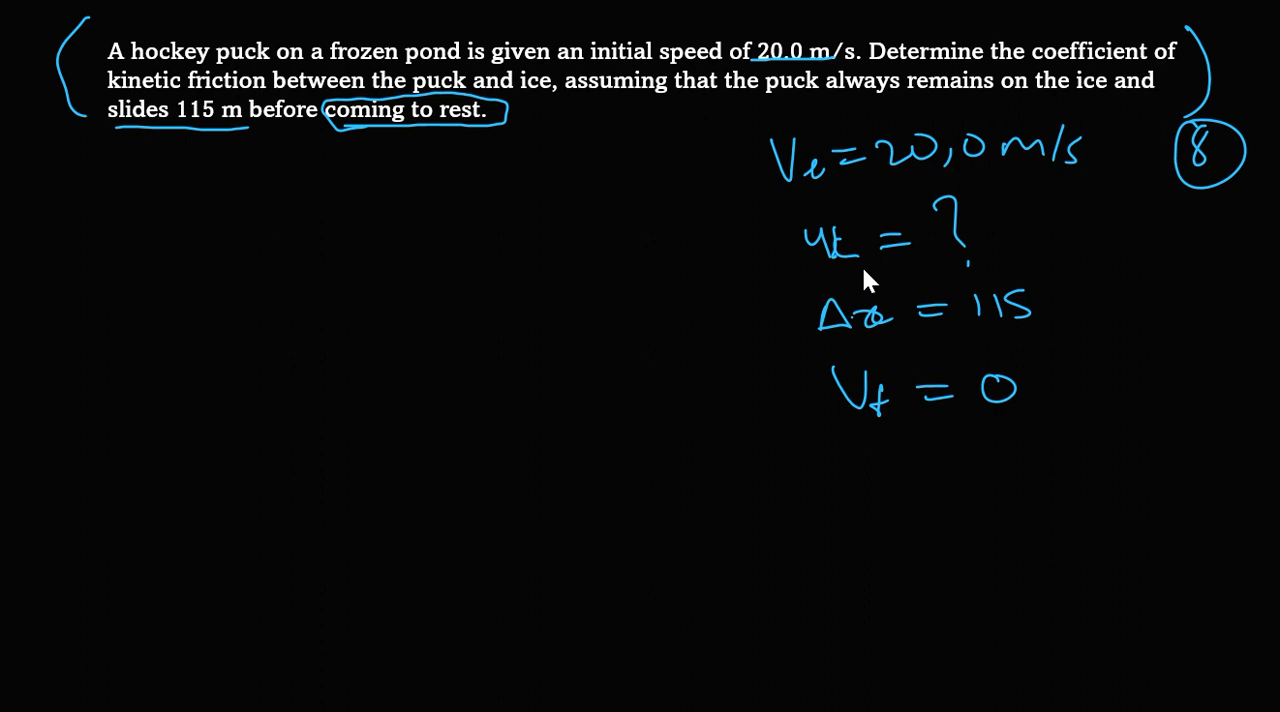 A hockey puck on a frozen pond is given an initial speed of 20.0 m/s. Determine the coefficient of
kinetic friction between the puck and ice, assuming that the puck always remains on the ice and
slides 115 m before coming to rest.
Vi = 20,0 m/s
8
μk = ?
Δx = 115
Vf = 0